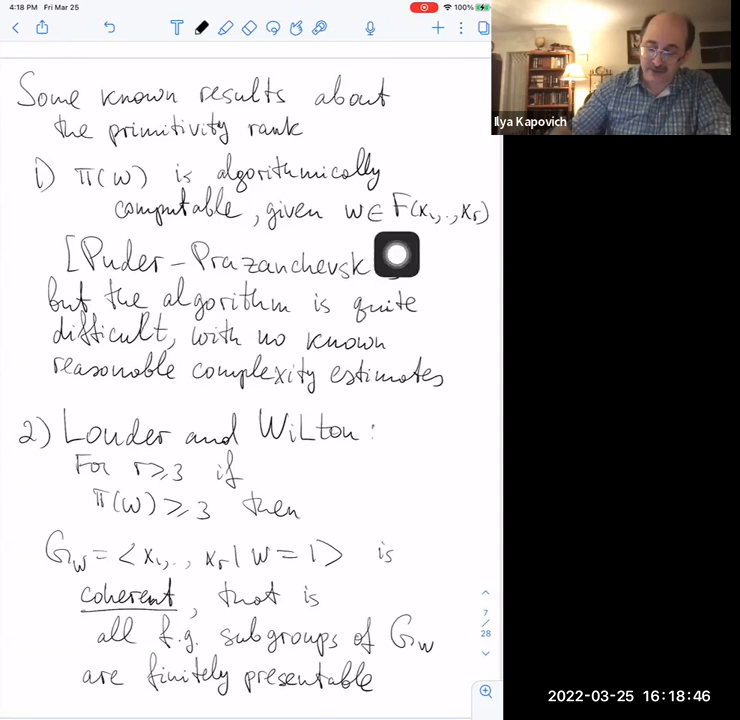 4:18 PM Fri Mar 25
100%
Some known results about
the primitivity rank
1) π(w) is algorithmically
computable, given w ∈ F(x₁,..,xᵣ)
[Puder – Prazanchevsk
but the algorithm is quite
difficult, with no known
reasonable complexity estimates
2) Louder and Wilton:
For r ≥ 3 if
π(w) ≥ 3 then
G_w = <x₁,.., xᵣ | w = 1> is
coherent, that is
all f.g. subgroups of G_w
are finitely presentable
7
/
28
Ilya Kapovich
2022-03-25 16:18:46